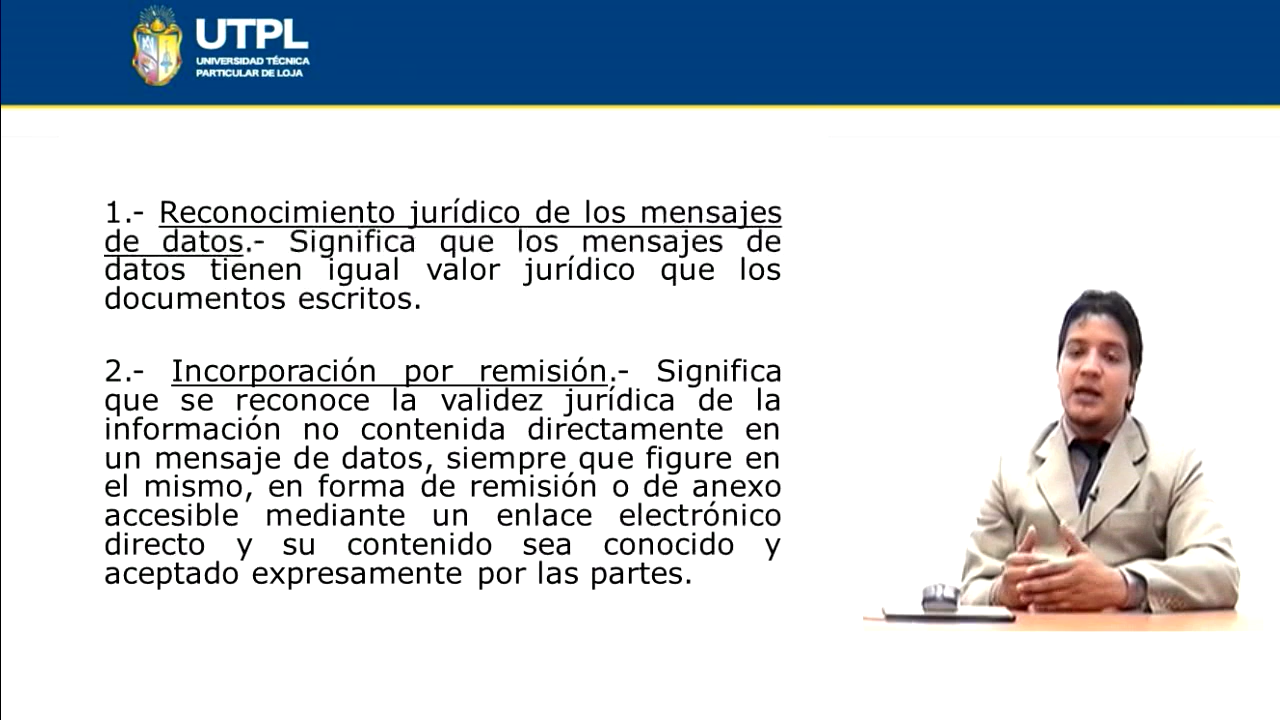 UTPL
UNIVERSIDAD TÉCNICA
PARTICULAR DE LOJA
1.- Reconocimiento jurídico de los mensajes
de datos.- Significa que los mensajes de
datos tienen igual valor jurídico que los
documentos escritos.
2.- Incorporación por remisión.- Significa
que se reconoce la validez jurídica de la
información no contenida directamente en
un mensaje de datos, siempre que figure en
el mismo, en forma de remisión o de anexo
accesible mediante un enlace electrónico
directo y su contenido sea conocido y
aceptado expresamente por las partes.